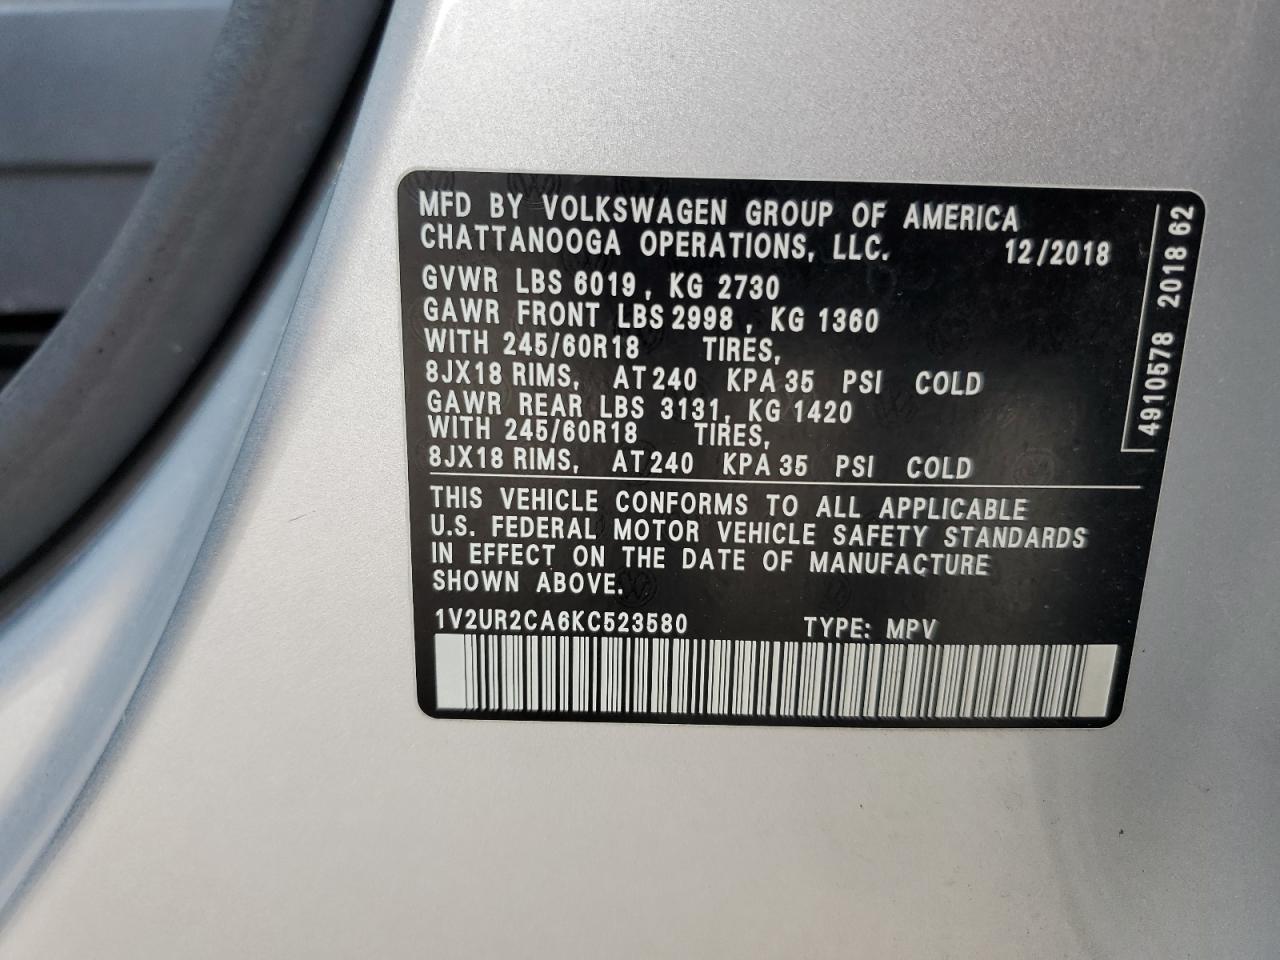 MFD BY VOLKSWAGEN GROUP OF AMERICA
CHATTANOOGA OPERATIONS, LLC. 12/2018
GVWR LBS 6019, KG 2730
GAWR FRONT LBS 2998, KG 1360
WITH 245/60R18 TIRES,
8JX18 RIMS, AT 240 KPA 35 PSI COLD
GAWR REAR LBS 3131, KG 1420
WITH 245/60R18 TIRES,
8JX18 RIMS, AT 240 KPA 35 PSI COLD
THIS VEHICLE CONFORMS TO ALL APPLICABLE
U.S. FEDERAL MOTOR VEHICLE SAFETY STANDARDS
IN EFFECT ON THE DATE OF MANUFACTURE
SHOWN ABOVE.
1V2UR2CA6KC523580 TYPE: MPV
4910578 2018 62